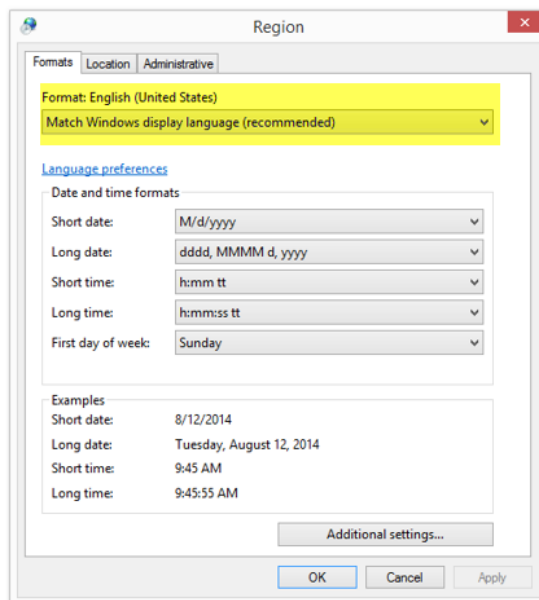 Region
Formats Location Administrative
Format: English (United States)
Match Windows display language (recommended)
Language preferences
Date and time formats
Short date: M/d/yyyy
Long date: dddd, MMMM d, yyyy
Short time: h:mm tt
Long time: h:mm:ss tt
First day of week: Sunday
Examples
Short date: 8/12/2014
Long date: Tuesday, August 12, 2014
Short time: 9:45 AM
Long time: 9:45:55 AM
Additional settings...
OK Cancel Apply